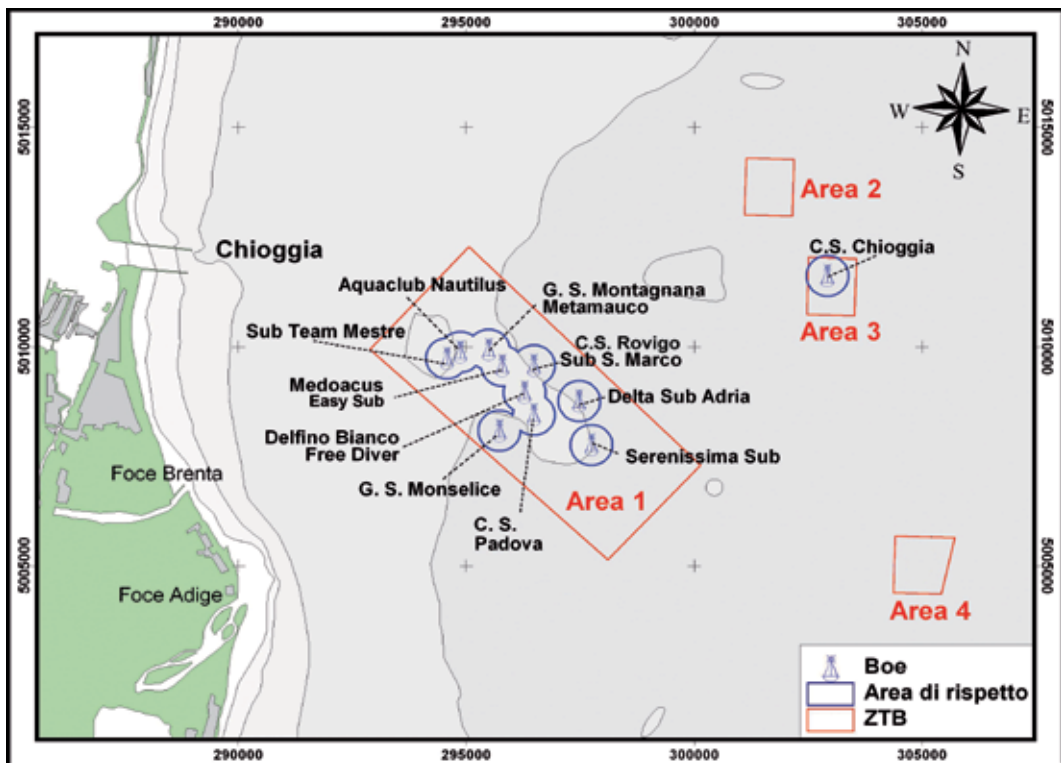 290000
295000
300000
305000
N
W
E
S
5015000
5015000
Area 2
C.S. Chioggia
Chioggia
Aquaclub Nautilus
G. S. Montagnana
Metamauco
Area 3
Sub Team Mestre
5010000
5010000
C.S. Rovigo
Sub S. Marco
Medoacus
Easy Sub
Delta Sub Adria
Delfino Bianco
Free Diver
Serenissima Sub
Foce Brenta
G. S. Monselice
Area 1
C. S.
Padova
5005000
5005000
Foce Adige
Area 4
Boe
Area di rispetto
ZTB
290000
295000
300000
305000